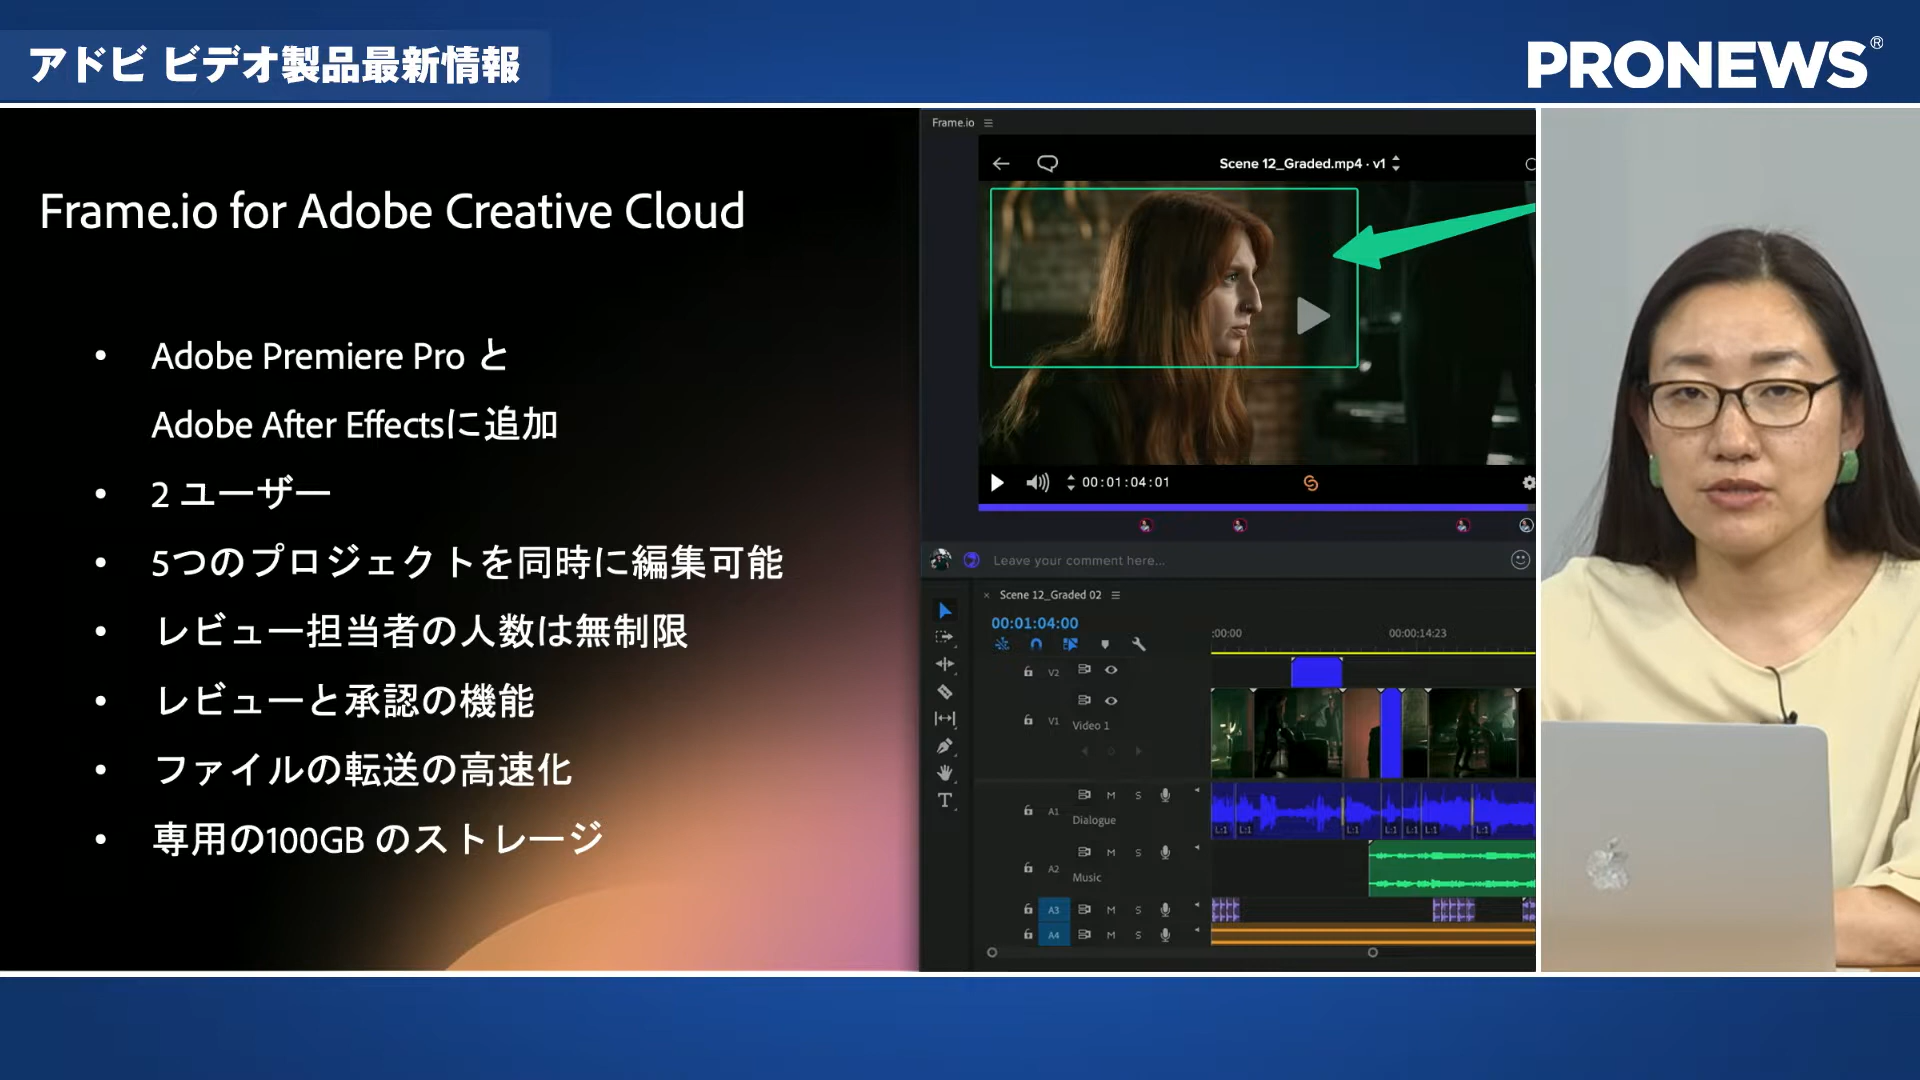 アドビ ビデオ製品最新情報
PRONEWS®
Frame.io for Adobe Creative Cloud
• Adobe Premiere Pro と
Adobe After Effectsに追加
• 2 ユーザー
• 5つのプロジェクトを同時に編集可能
• レビュー担当者の人数は無制限
• レビューと承認の機能
• ファイルの転送の高速化
• 専用の100GB のストレージ
Frame.io
Scene 12_Graded.mp4 · v1
00:01:04:01
Leave your comment here...
× Scene 12_Graded 02
00:01:04:00
:00:00 00:00:14:23
V2
V1
Video 1
A1 M S
Dialogue
L:1 L:1 L:1 L:1 L:1 L:1 L:1
A2 M S
Music
A3 M S
A4 M S